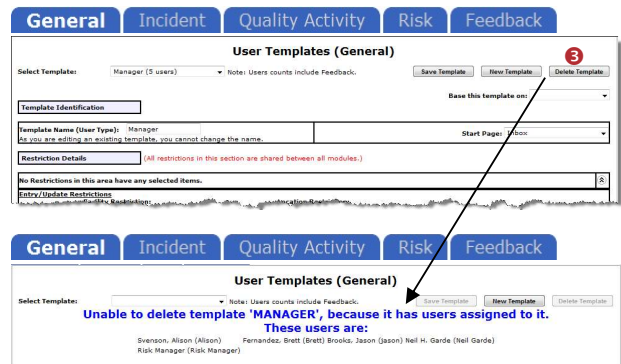 General Incident Quality Activity Risk Feedback
User Templates (General)
3
Select Template: Manager (5 users) Note: Users counts include Feedback. Save Template New Template Delete Template
Base this template on:
Template Identification
Template Name (User Type): Manager
As you are editing an existing template, you cannot change the name.
Start Page: Inbox
Restriction Details (All restrictions in this section are shared between all modules.)
No Restrictions in this area have any selected items.
Entry/Update Restrictions
General Incident Quality Activity Risk Feedback
User Templates (General)
Select Template: Note: Users counts include Feedback. Save Template New Template Delete Template
Unable to delete template 'MANAGER', because it has users assigned to it.
These users are:
Svenson, Alison (Alison) Fernandez, Brett (Brett) Brooks, Jason (jason) Neil H. Garde (Neil Garde)
Risk Manager (Risk Manager)